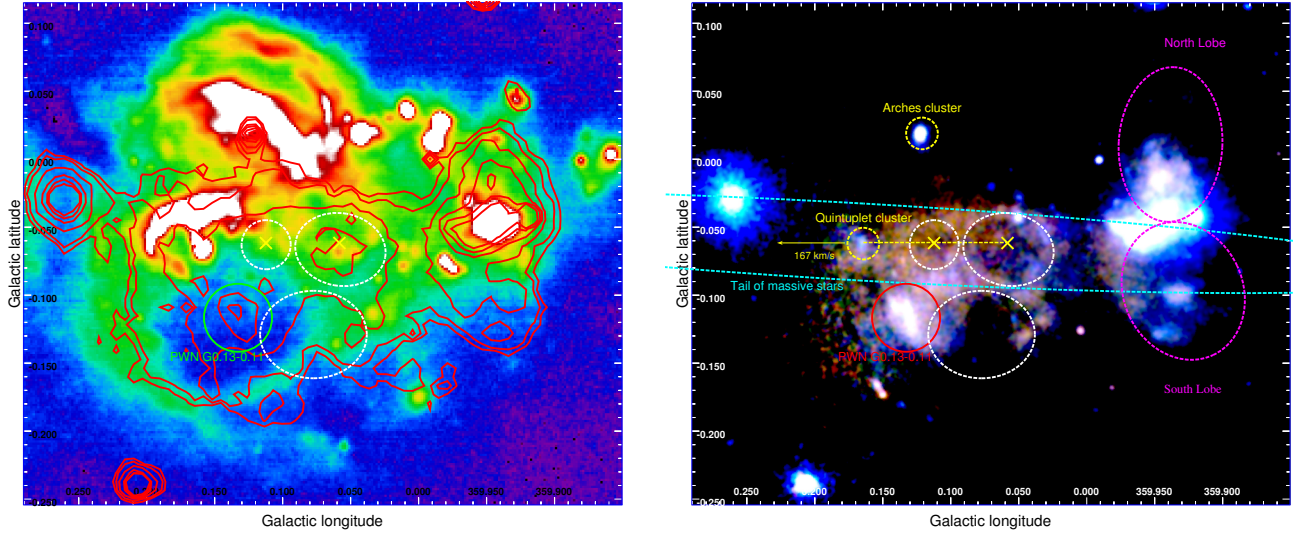 0.100
0.050
0.000
-0.050
-0.100
-0.150
-0.200
-0.250
Galactic latitude
PWN G0.13-0.11
0.250
0.150
0.100
0.050
0.000
359.950
359.900
Galactic longitude
0.100
0.050
0.000
-0.050
-0.100
-0.150
-0.200
-0.250
Galactic latitude
North Lobe
Arches cluster
Quintuplet cluster
167 km/s
Tail of massive stars
PWN G0.13-0.11
South Lobe
0.250
0.200
0.150
0.100
0.050
0.000
359.950
359.900
Galactic longitude